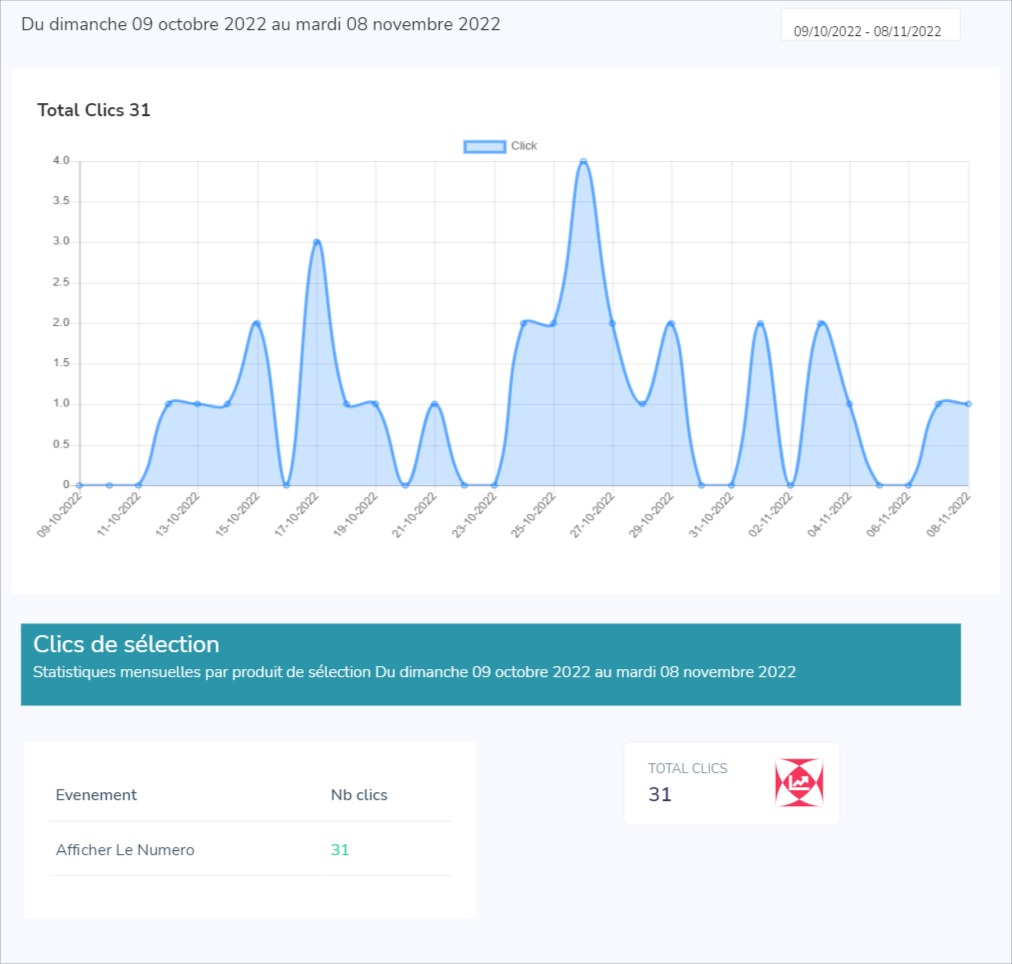 Du dimanche 09 octobre 2022 au mardi 08 novembre 2022
09/10/2022 - 08/11/2022
Total Clics 31
Click
4.0
3.5
3.0
2.5
2.0
1.5
1.0
0.5
0
09-10-2022
11-10-2022
13-10-2022
15-10-2022
17-10-2022
19-10-2022
21-10-2022
23-10-2022
25-10-2022
27-10-2022
29-10-2022
31-10-2022
02-11-2022
04-11-2022
06-11-2022
08-11-2022
Clics de sélection
Statistiques mensuelles par produit de sélection Du dimanche 09 octobre 2022 au mardi 08 novembre 2022
TOTAL CLICS
31
Evenement Nb clics
Afficher Le Numero 31